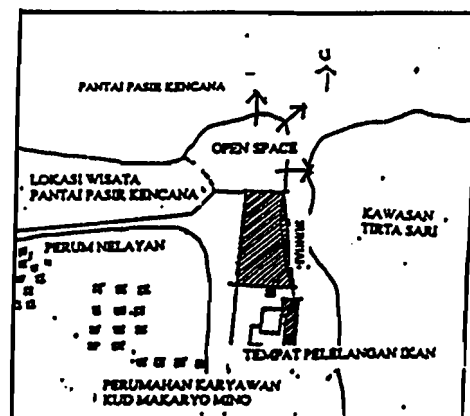 U
PANTAI PASIR KENCANA
OPEN SPACE
LOKASI WISATA
PANTAI PASIR KENCANA
KAWASAN
TIRTA SARI
PERUM NELAYAN
TEMPAT PELELANGAN IKAN
PERUMAHAN KARYAWAN
KUD MAKARYO MINO